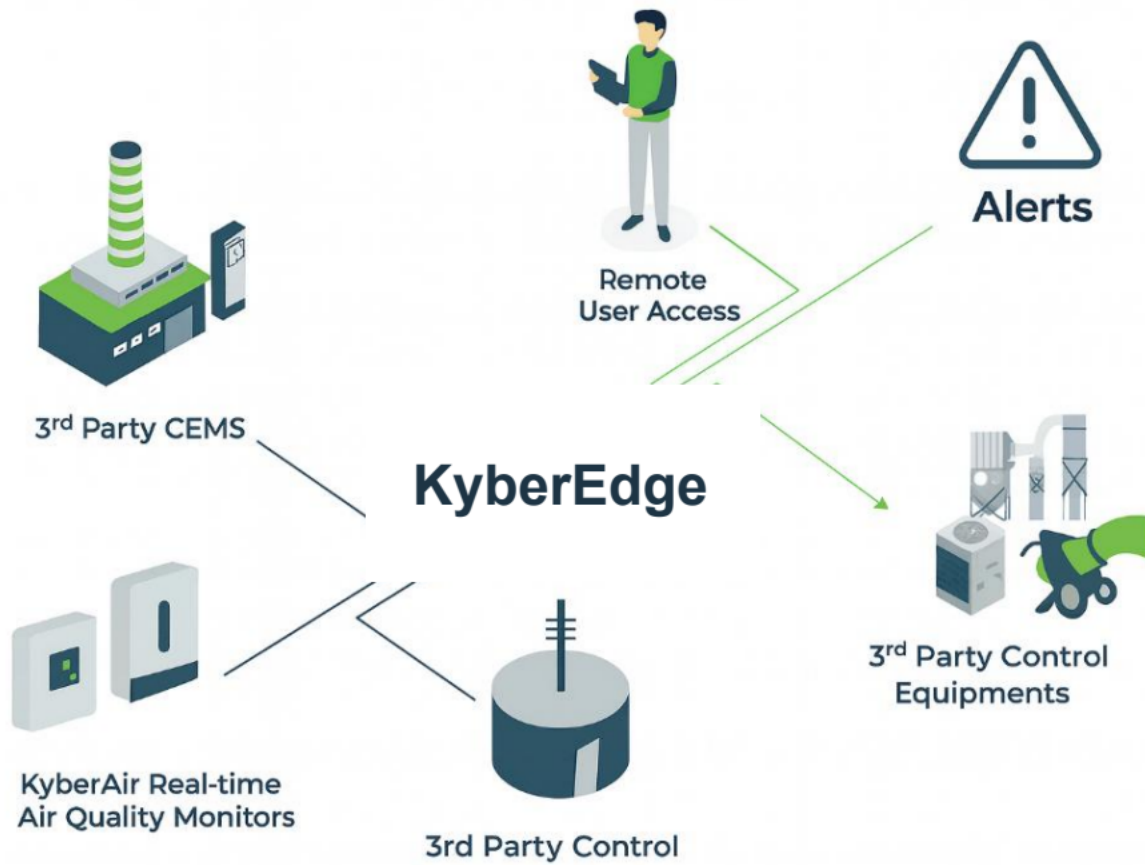 Alerts
Remote
User Access
3rd Party CEMS
KyberEdge
3rd Party Control
Equipments
KyberAir Real-time
Air Quality Monitors
3rd Party Control